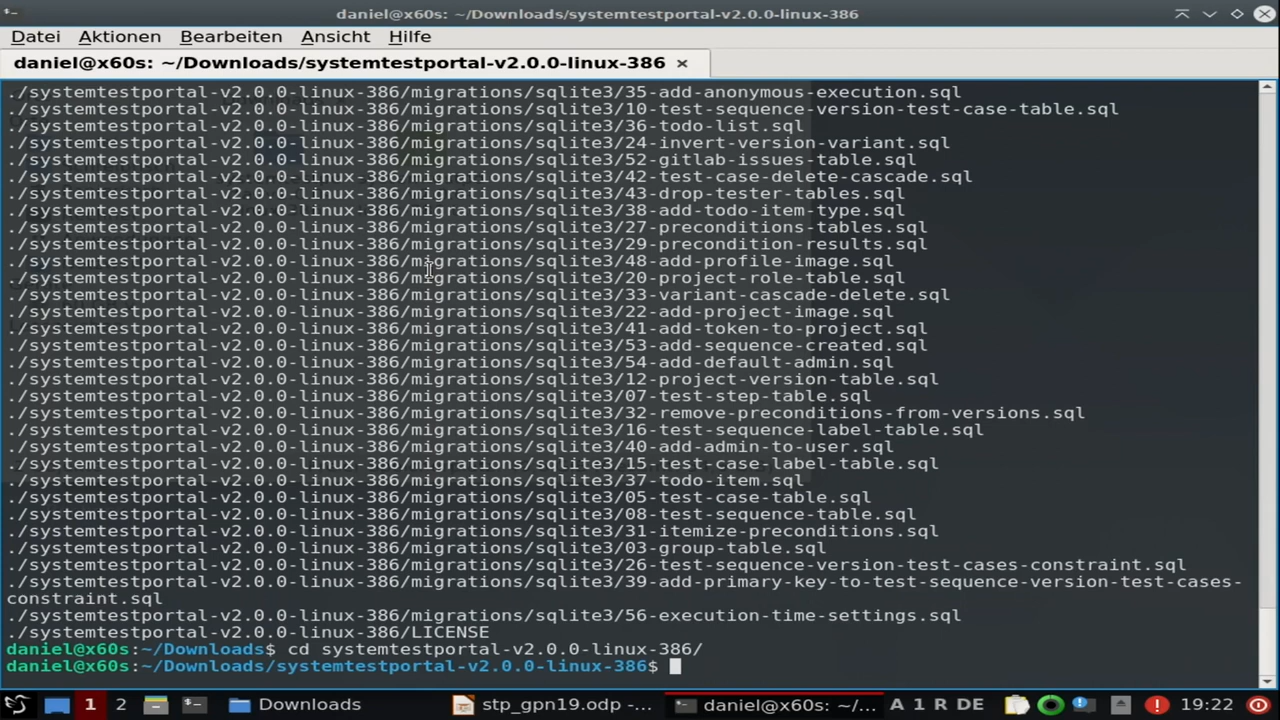 daniel@x60s: ~/Downloads/systemtestportal-v2.0.0-linux-386
Datei Aktionen Bearbeiten Ansicht Hilfe
daniel@x60s: ~/Downloads/systemtestportal-v2.0.0-linux-386
./systemtestportal-v2.0.0-linux-386/migrations/sqlite3/35-add-anonymous-execution.sql
./systemtestportal-v2.0.0-linux-386/migrations/sqlite3/10-test-sequence-version-test-case-table.sql
./systemtestportal-v2.0.0-linux-386/migrations/sqlite3/36-todo-list.sql
./systemtestportal-v2.0.0-linux-386/migrations/sqlite3/24-invert-version-variant.sql
./systemtestportal-v2.0.0-linux-386/migrations/sqlite3/52-gitlab-issues-table.sql
./systemtestportal-v2.0.0-linux-386/migrations/sqlite3/42-test-case-delete-cascade.sql
./systemtestportal-v2.0.0-linux-386/migrations/sqlite3/43-drop-tester-tables.sql
./systemtestportal-v2.0.0-linux-386/migrations/sqlite3/38-add-todo-item-type.sql
./systemtestportal-v2.0.0-linux-386/migrations/sqlite3/27-preconditions-tables.sql
./systemtestportal-v2.0.0-linux-386/migrations/sqlite3/29-precondition-results.sql
./systemtestportal-v2.0.0-linux-386/migrations/sqlite3/48-add-profile-image.sql
./systemtestportal-v2.0.0-linux-386/migrations/sqlite3/20-project-role-table.sql
./systemtestportal-v2.0.0-linux-386/migrations/sqlite3/33-variant-cascade-delete.sql
./systemtestportal-v2.0.0-linux-386/migrations/sqlite3/22-add-project-image.sql
./systemtestportal-v2.0.0-linux-386/migrations/sqlite3/41-add-token-to-project.sql
./systemtestportal-v2.0.0-linux-386/migrations/sqlite3/53-add-sequence-created.sql
./systemtestportal-v2.0.0-linux-386/migrations/sqlite3/54-add-default-admin.sql
./systemtestportal-v2.0.0-linux-386/migrations/sqlite3/12-project-version-table.sql
./systemtestportal-v2.0.0-linux-386/migrations/sqlite3/07-test-step-table.sql
./systemtestportal-v2.0.0-linux-386/migrations/sqlite3/32-remove-preconditions-from-versions.sql
./systemtestportal-v2.0.0-linux-386/migrations/sqlite3/16-test-sequence-label-table.sql
./systemtestportal-v2.0.0-linux-386/migrations/sqlite3/40-add-admin-to-user.sql
./systemtestportal-v2.0.0-linux-386/migrations/sqlite3/15-test-case-label-table.sql
./systemtestportal-v2.0.0-linux-386/migrations/sqlite3/37-todo-item.sql
./systemtestportal-v2.0.0-linux-386/migrations/sqlite3/05-test-case-table.sql
./systemtestportal-v2.0.0-linux-386/migrations/sqlite3/08-test-sequence-table.sql
./systemtestportal-v2.0.0-linux-386/migrations/sqlite3/31-itemize-preconditions.sql
./systemtestportal-v2.0.0-linux-386/migrations/sqlite3/03-group-table.sql
./systemtestportal-v2.0.0-linux-386/migrations/sqlite3/26-test-sequence-version-test-cases-constraint.sql
./systemtestportal-v2.0.0-linux-386/migrations/sqlite3/39-add-primary-key-to-test-sequence-version-test-cases-
constraint.sql
./systemtestportal-v2.0.0-linux-386/migrations/sqlite3/56-execution-time-settings.sql
./systemtestportal-v2.0.0-linux-386/LICENSE
daniel@x60s:~/Downloads$ cd systemtestportal-v2.0.0-linux-386/
daniel@x60s:~/Downloads/systemtestportal-v2.0.0-linux-386$
1 2 Downloads stp_gpn19.odp -... daniel@x60s: ~/... A 1 R DE 19:22